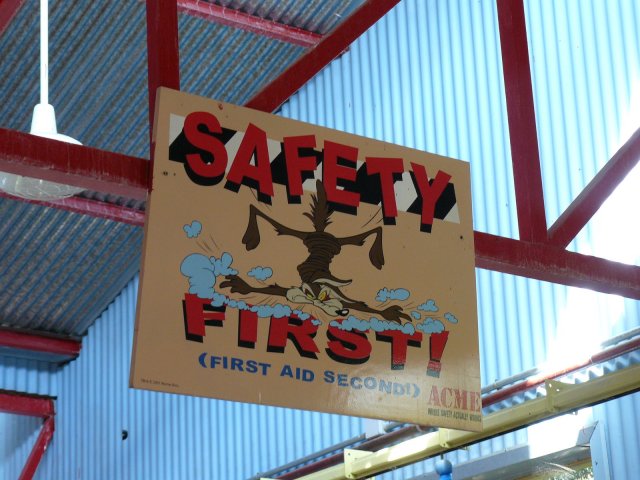 SAFETY
FIRST!
(FIRST AID SECOND!)
ACME